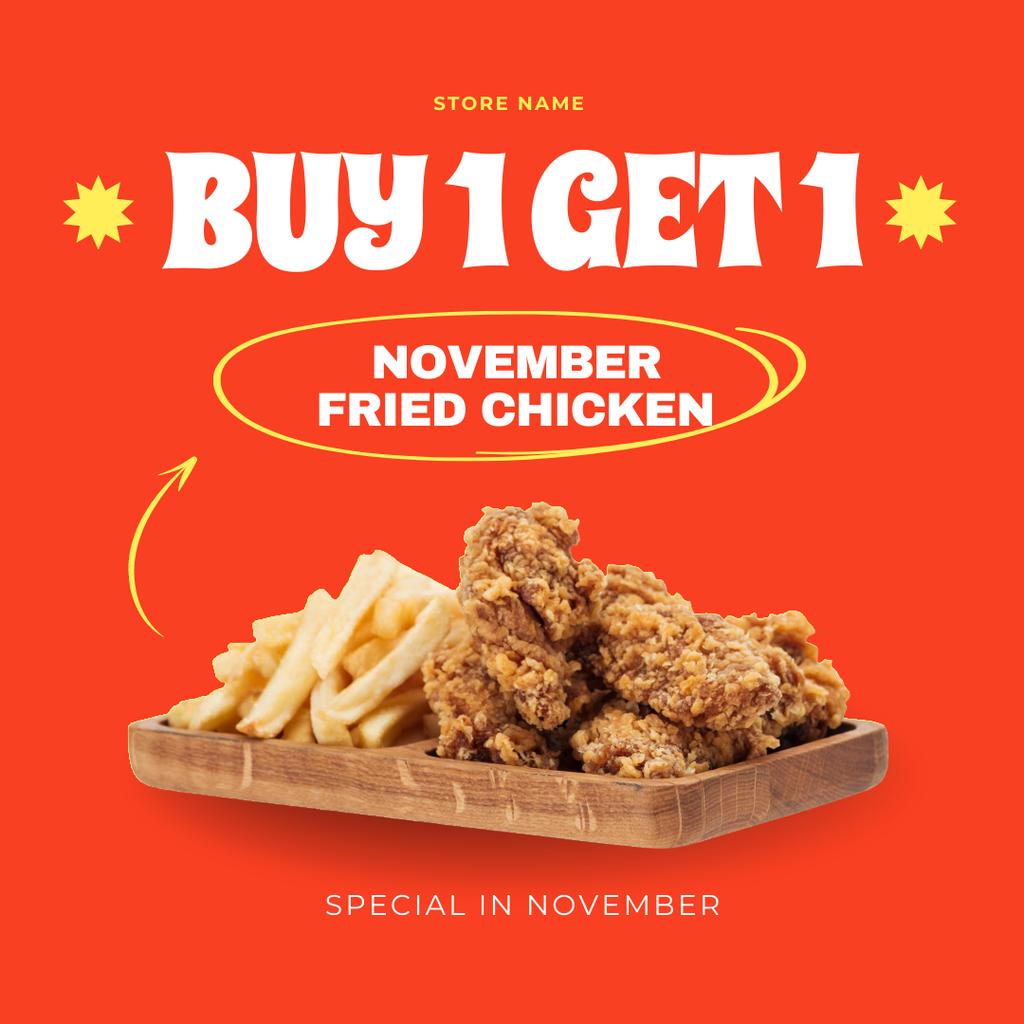 STORE NAME
BUY 1 GET 1
NOVEMBER
FRIED CHICKEN
SPECIAL IN NOVEMBER